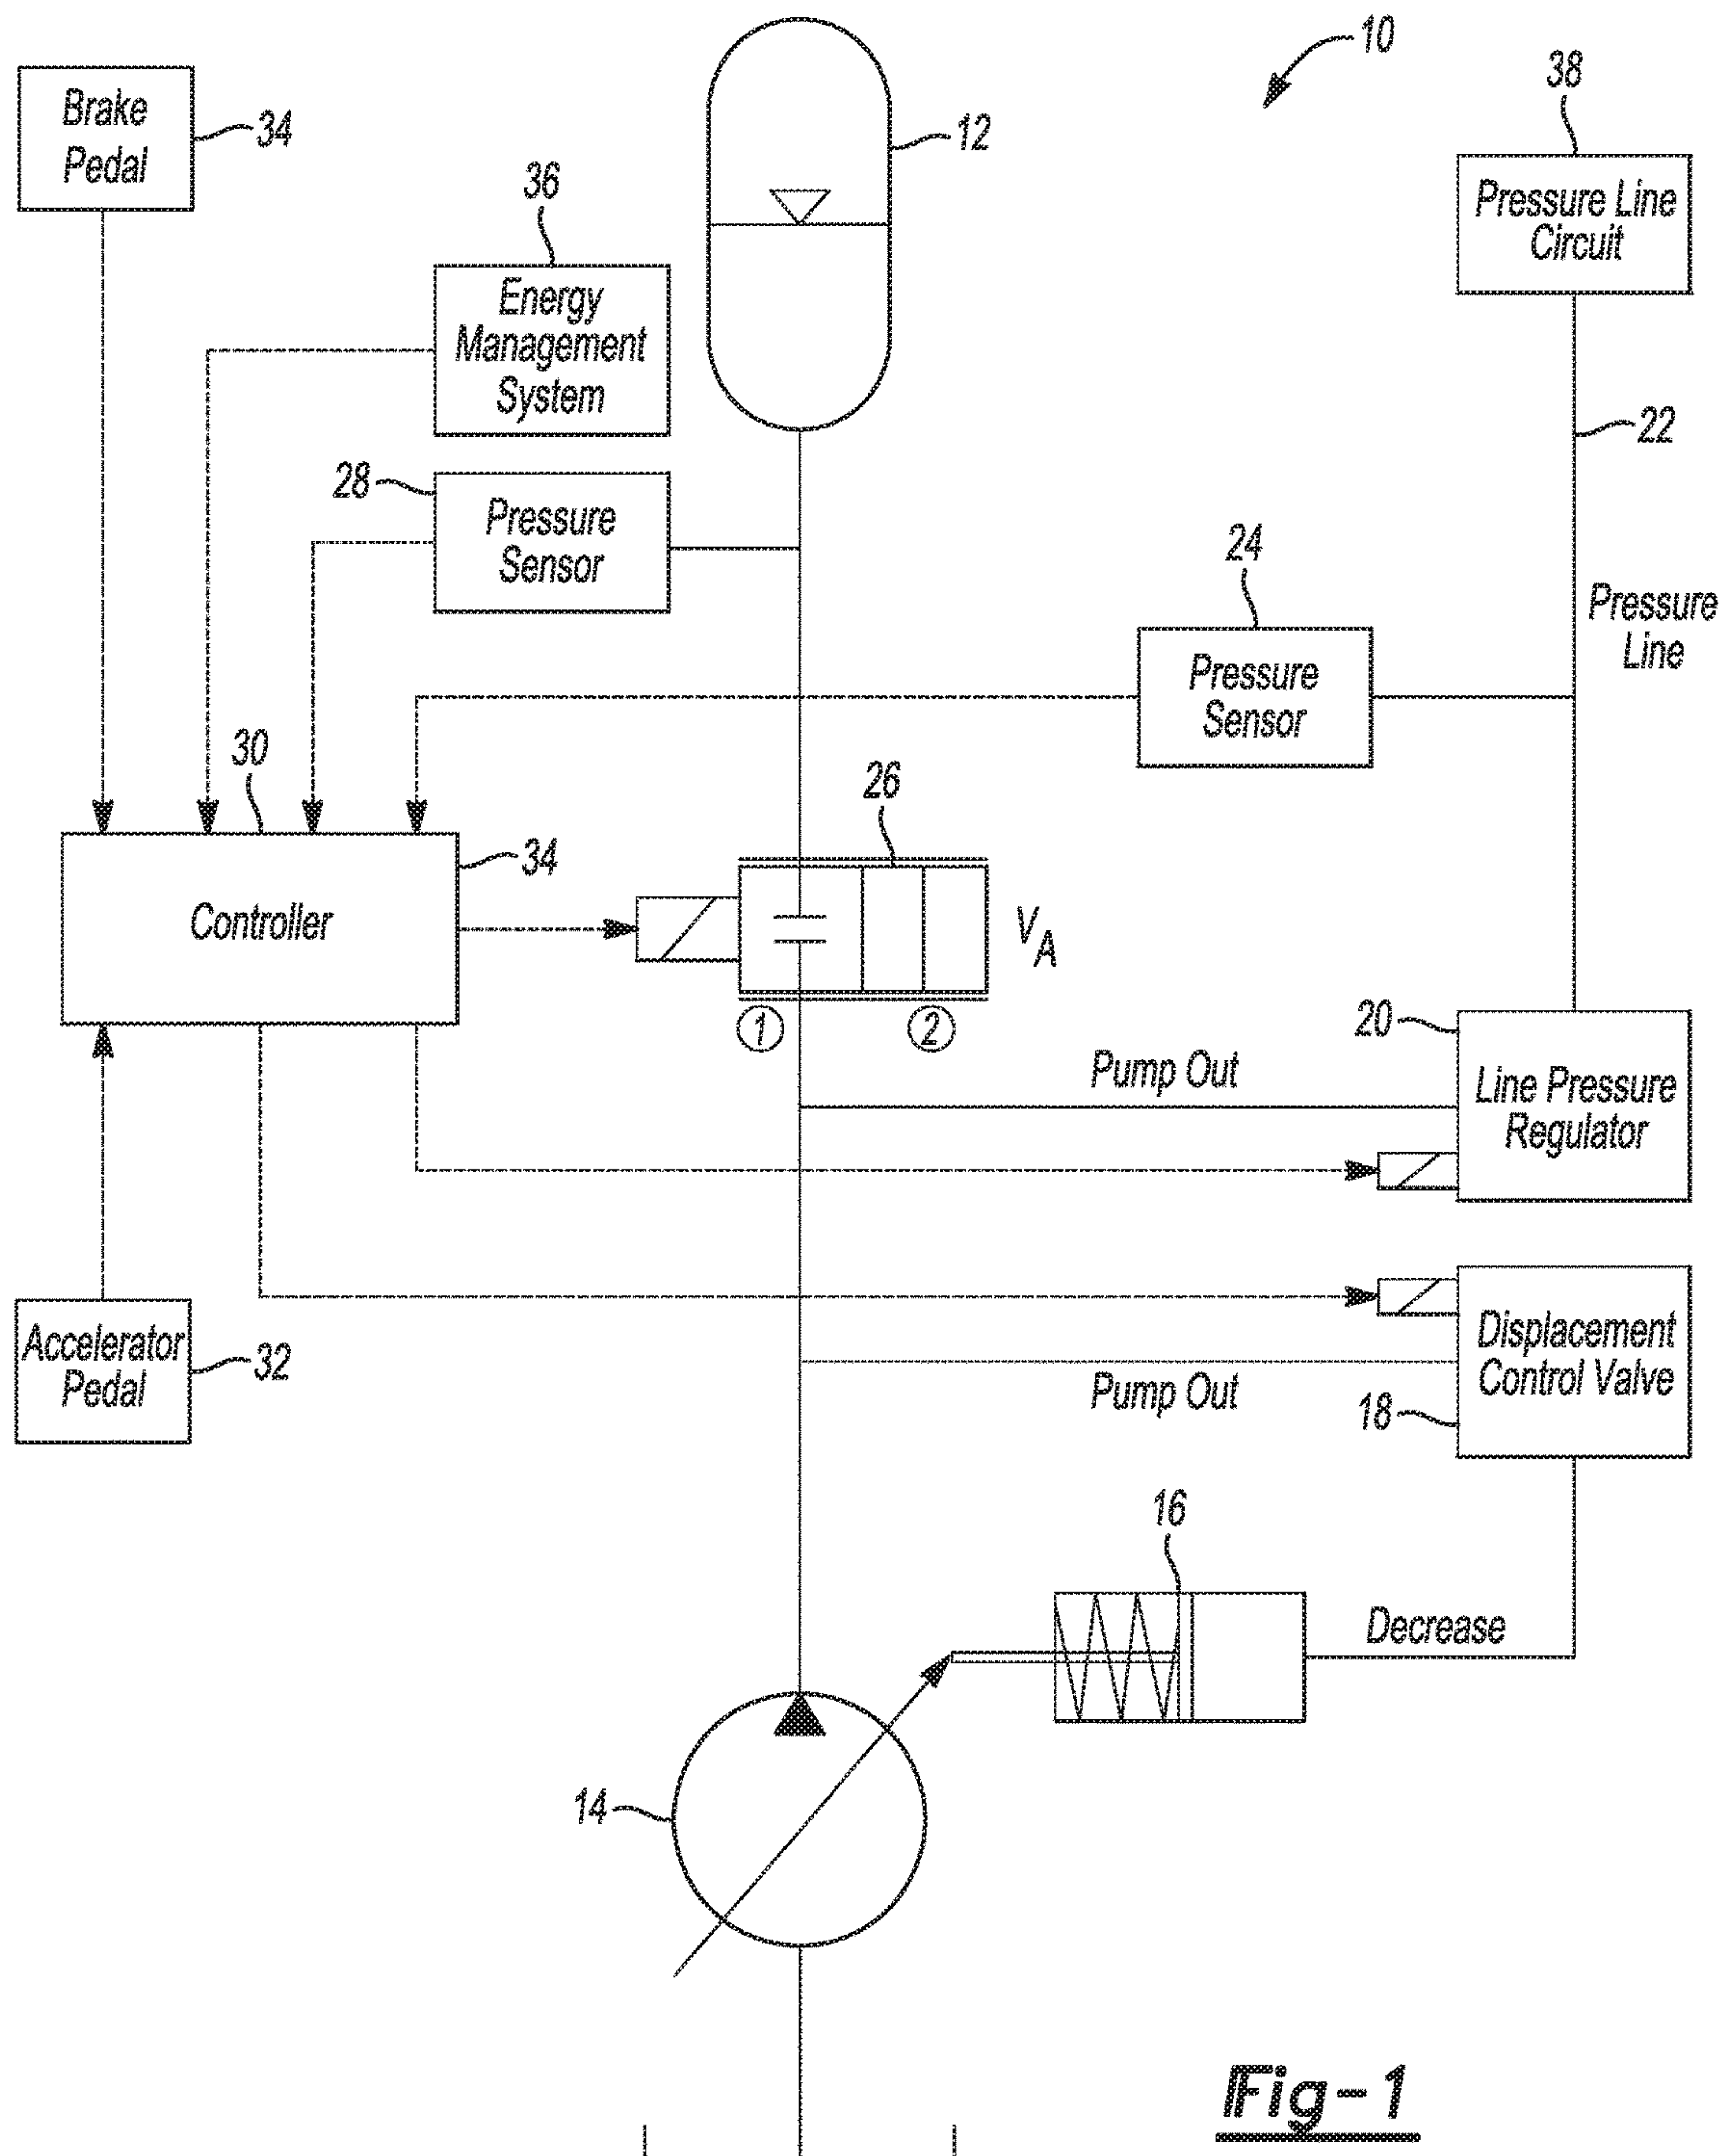 10
38
Brake
Pedal
34
12
36
Pressure Line
Circuit
Energy
Management
System
22
28
Pressure
Sensor
24
Pressure
Line
Pressure
Sensor
30
26
34
Controller
VA
1
2
20
Pump Out
Line Pressure
Regulator
Accelerator
Pedal
32
Displacement
Control Valve
Pump Out
18
16
Decrease
14
Fig-1